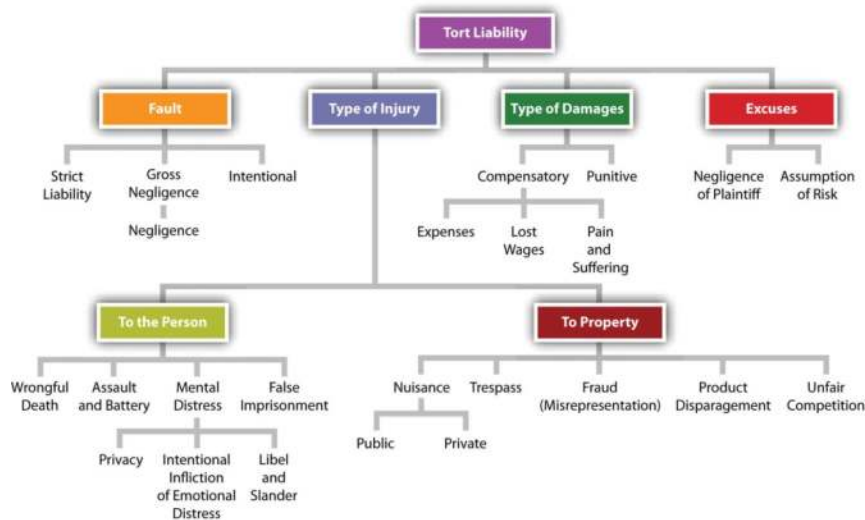 Tort Liability
Fault
Type of Injury
Type of Damages
Excuses
Strict
Liability
Gross
Negligence
Intentional
Negligence
Compensatory
Punitive
Expenses
Lost
Wages
Pain
and
Suffering
Negligence
of Plaintiff
Assumption
of Risk
To the Person
To Property
Wrongful
Death
Assault
and Battery
Mental
Distress
False
Imprisonment
Privacy
Intentional
Infliction
of Emotional
Distress
Libel
and
Slander
Nuisance
Trespass
Fraud
(Misrepresentation)
Product
Disparagement
Unfair
Competition
Public
Private